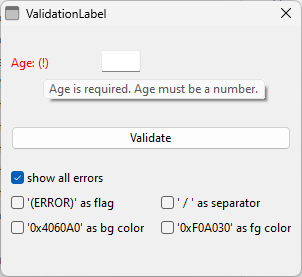 ValidationLabel
Age: (!)
Age is required. Age must be a number.
Validate
show all errors
'(ERROR)' as flag
' / ' as separator
'0x4060A0' as bg color
'0xF0A030' as fg color